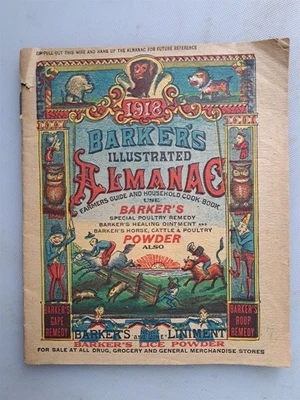 PULL OUT THIS WIRE AND HANG UP THE ALMANAC FOR FUTURE REFERENCE
1918
BARKER'S
ILLUSTRATED
ALMANAC
FARMERS GUIDE AND HOUSEHOLD COOK BOOK
USE
BARKER'S
SPECIAL POULTRY REMEDY
BARKER'S HEALING OINTMENT AND
BARKER'S HORSE, CATTLE & POULTRY
POWDER
ALSO
BARKER'S
GAPE
REMEDY
BARKER'S
ROUP
REMEDY
BARKER'S LINIMENT
BARKER'S LICE POWDER
FOR SALE AT ALL DRUG, GROCERY AND GENERAL MERCHANDISE STORES